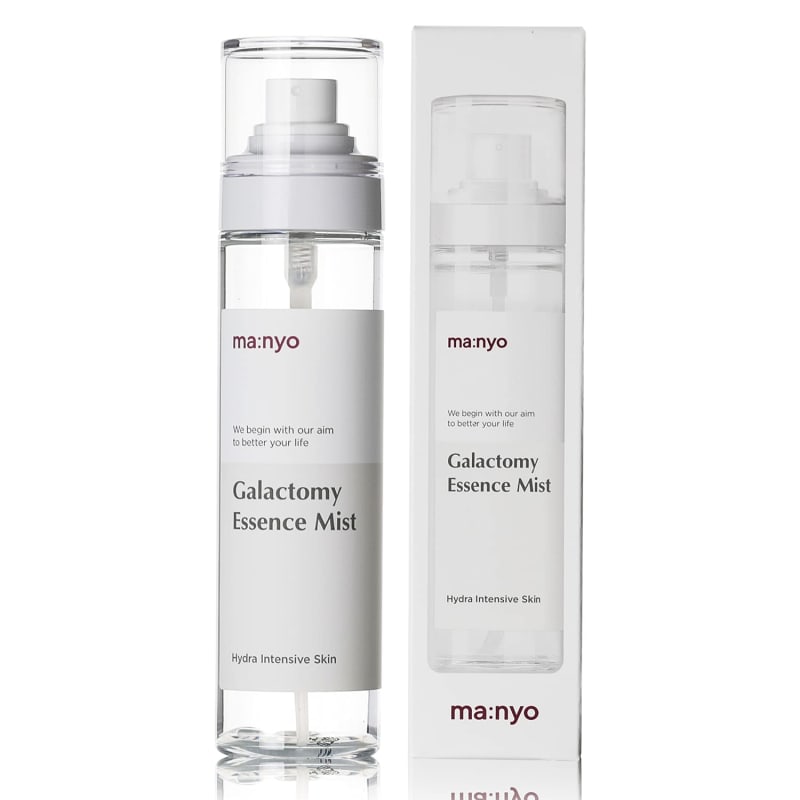 ma:nyo
We begin with our aim
to better your life
Galactomy
Essence Mist
Hydra Intensive Skin
ma:nyo
We begin with our aim
to better your life
Galactomy
Essence Mist
Hydra Intensive Skin
ma:nyo